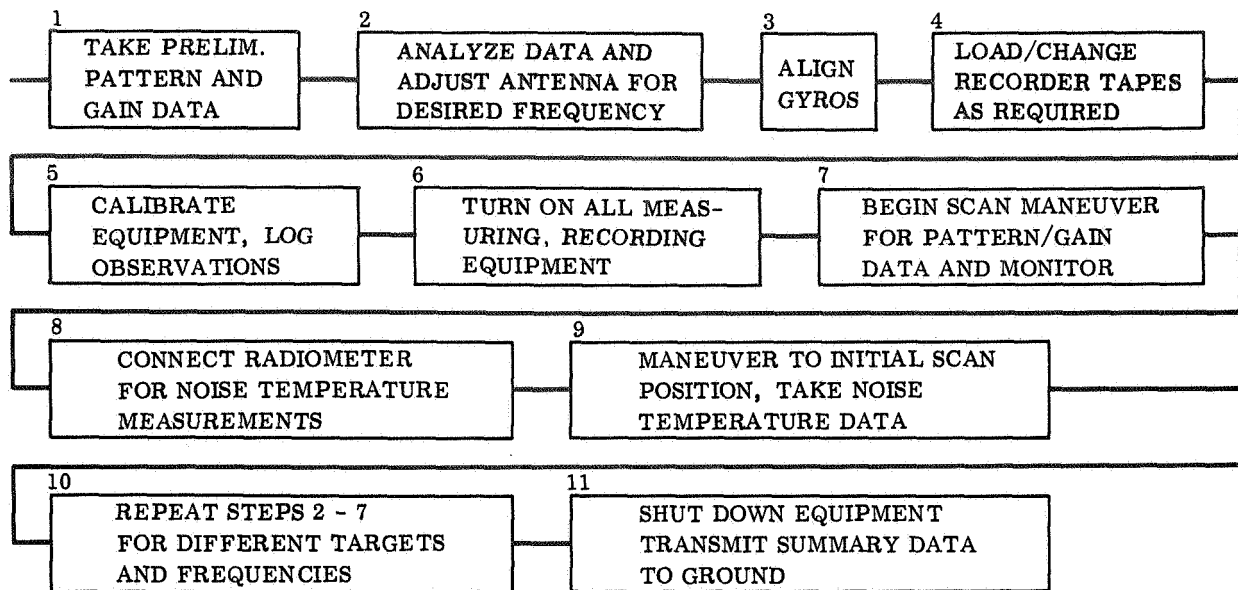 1
TAKE PRELIM.
PATTERN AND
GAIN DATA
2
ANALYZE DATA AND
ADJUST ANTENNA FOR
DESIRED FREQUENCY
3
ALIGN
GYROS
4
LOAD/CHANGE
RECORDER TAPES
AS REQUIRED
5
CALIBRATE
EQUIPMENT, LOG
OBSERVATIONS
6
TURN ON ALL MEAS-
URING, RECORDING
EQUIPMENT
7
BEGIN SCAN MANEUVER
FOR PATTERN/GAIN
DATA AND MONITOR
8
CONNECT RADIOMETER
FOR NOISE TEMPERATURE
MEASUREMENTS
9
MANEUVER TO INITIAL SCAN
POSITION, TAKE NOISE
TEMPERATURE DATA
10
REPEAT STEPS 2 - 7
FOR DIFFERENT TARGETS
AND FREQUENCIES
11
SHUT DOWN EQUIPMENT
TRANSMIT SUMMARY DATA
TO GROUND